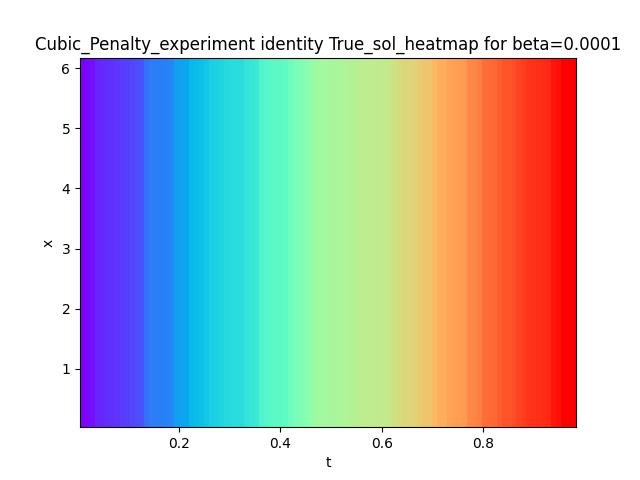 Cubic_Penalty_experiment identity True_sol_heatmap for beta=0.0001
6
5
4
3
2
1
x
0.2 0.4 0.6 0.8
t